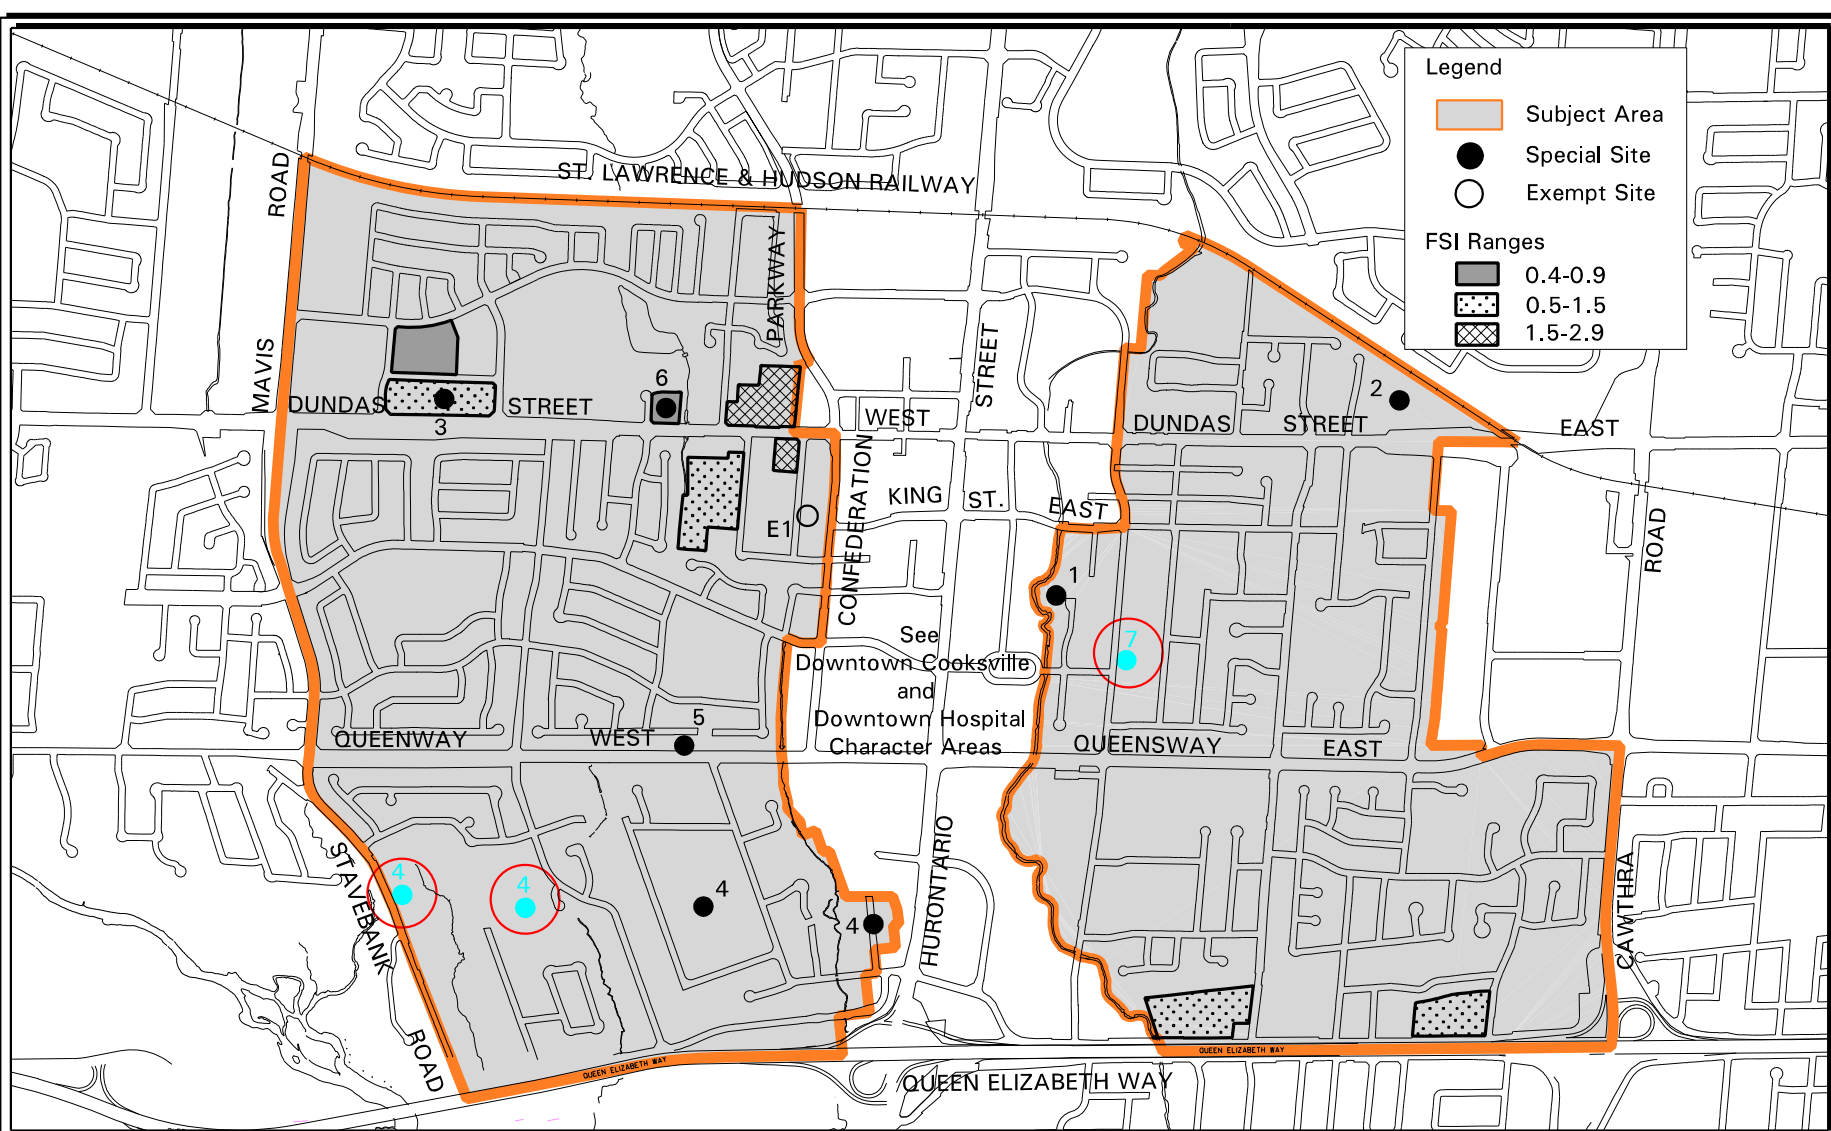 Legend
Subject Area
Special Site
Exempt Site
FSI Ranges
0.4-0.9
0.5-1.5
1.5-2.9
ST. LAWRENCE & HUDSON RAILWAY
MAVIS ROAD
CONFEDERATION PARKWAY
DUNDAS STREET WEST
3
6
STREET
2
DUNDAS STREET EAST
KING ST. EAST
E1
1
ROAD
See
Downtown Cooksville
and
Downtown Hospital
Character Areas
7
5
QUEENWAY WEST
QUEENSWAY EAST
HURONTARIO
CAWTHRA
STAVEBANK ROAD
4
4
4
4
QUEEN ELIZABETH WAY
QUEEN ELIZABETH WAY
QUEEN ELIZABETH WAY